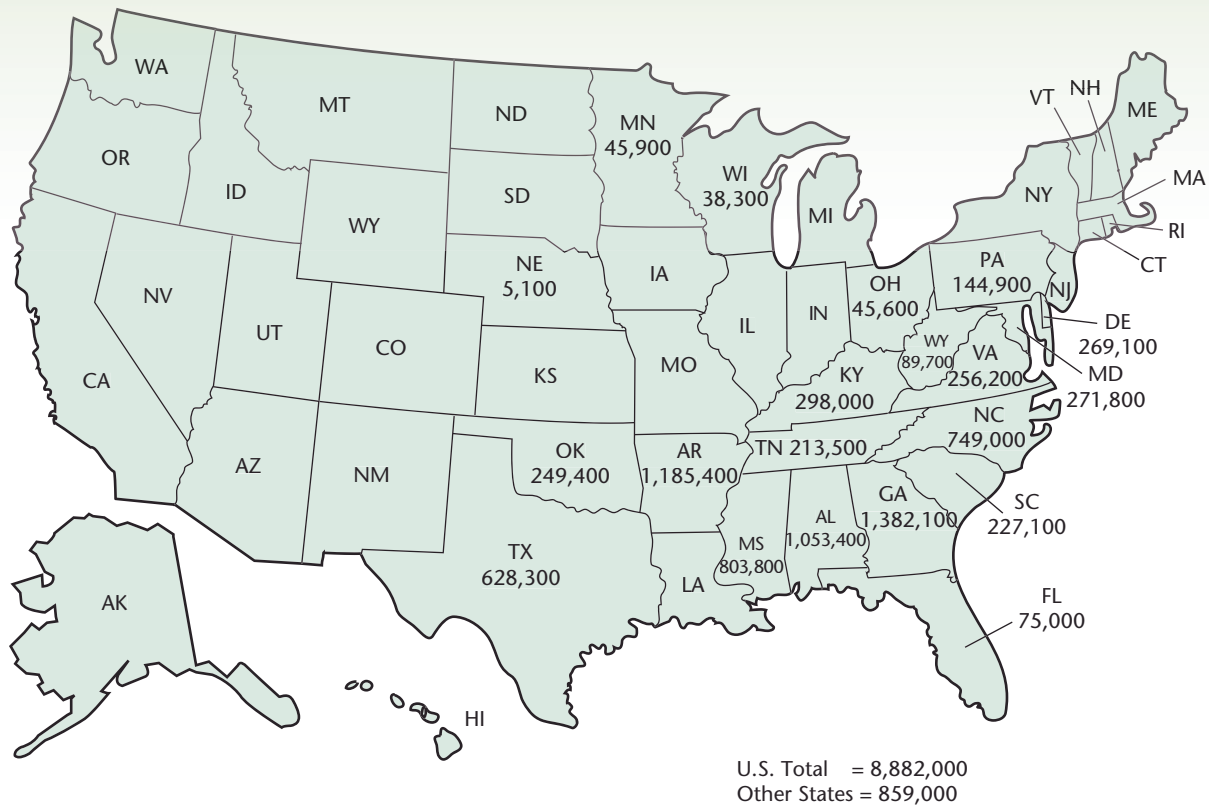 WA
MT
ND
MN
45,900
VT
NH
ME
OR
ID
SD
WI
38,300
MI
NY
MA
RI
CT
WY
NE
5,100
IA
PA
144,900
NJ
NV
UT
CO
IL
IN
OH
45,600
DE
269,100
CA
KS
MO
KY
298,000
WY
89,700
VA
256,200
MD
271,800
AZ
NM
OK
249,400
AR
1,185,400
TN 213,500
NC
749,000
SC
227,100
TX
628,300
LA
MS
803,800
AL
1,053,400
GA
1,382,100
FL
75,000
AK
HI
U.S. Total = 8,882,000
Other States = 859,000